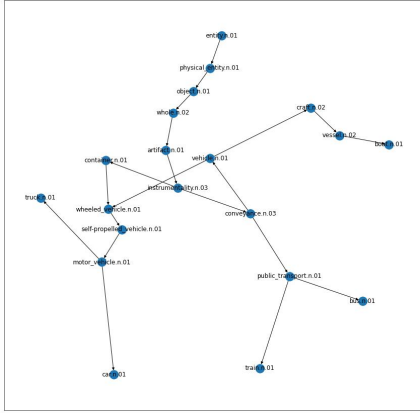 entity.n.01
physical_entity.n.01
object.n.01
whole.n.02
craft.n.02
vessel.n.02
boat.n.01
artifact.n.01
vehicle.n.01
container.n.01
instrumentality.n.03
truck.n.01
wheeled_vehicle.n.01
conveyance.n.03
self-propelled_vehicle.n.01
motor_vehicle.n.01
public_transport.n.01
bus.n.01
train.n.01
car.n.01